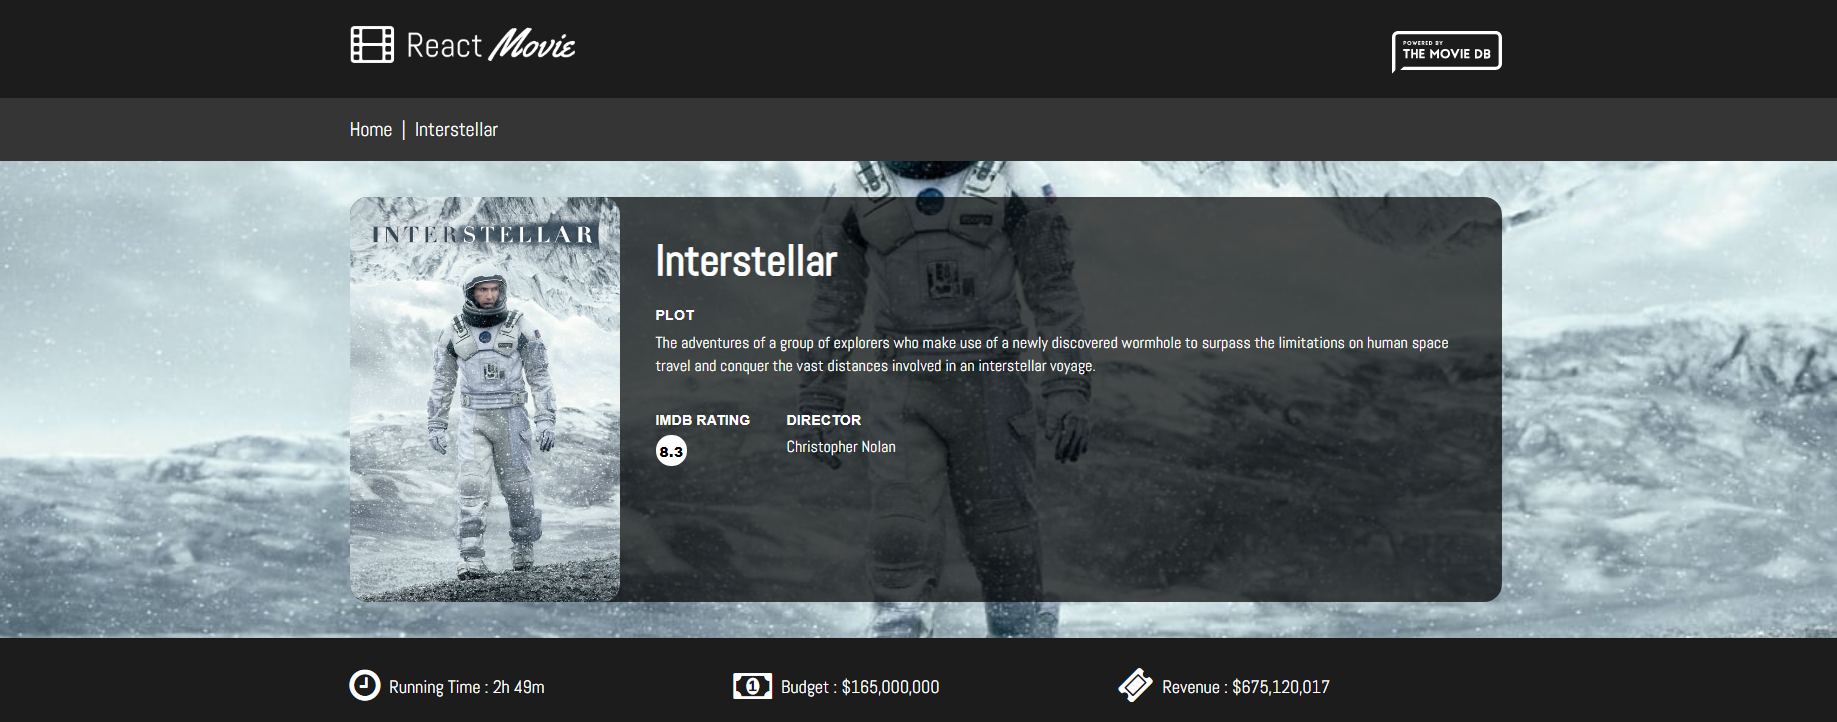 React Movie
POWERED BY
THE MOVIE DB
Home | Interstellar
INTERSTELLAR
Interstellar
PLOT
The adventures of a group of explorers who make use of a newly discovered wormhole to surpass the limitations on human space
travel and conquer the vast distances involved in an interstellar voyage.
IMDB RATING
8.3
DIRECTOR
Christopher Nolan
Running Time : 2h 49m
1
Budget : $165,000,000
Revenue : $675,120,017